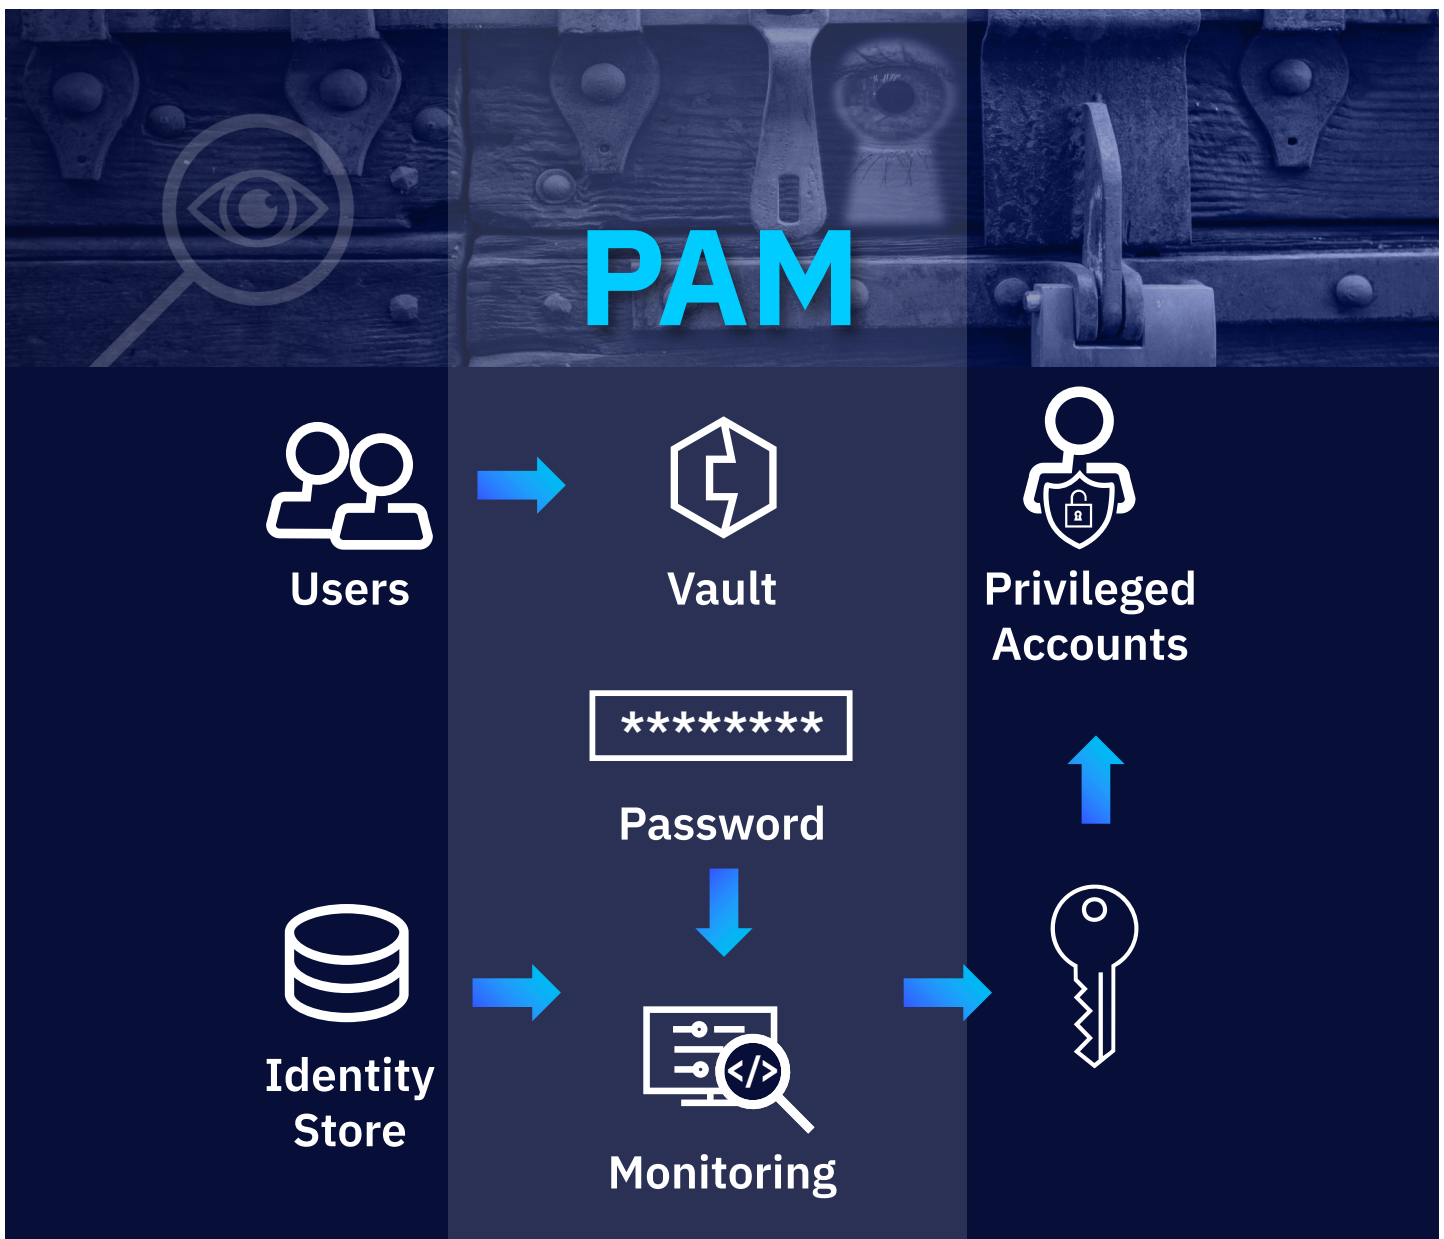 PAM
Users
Vault
Privileged
Accounts
********
Password
Identity
Store
</>
Monitoring